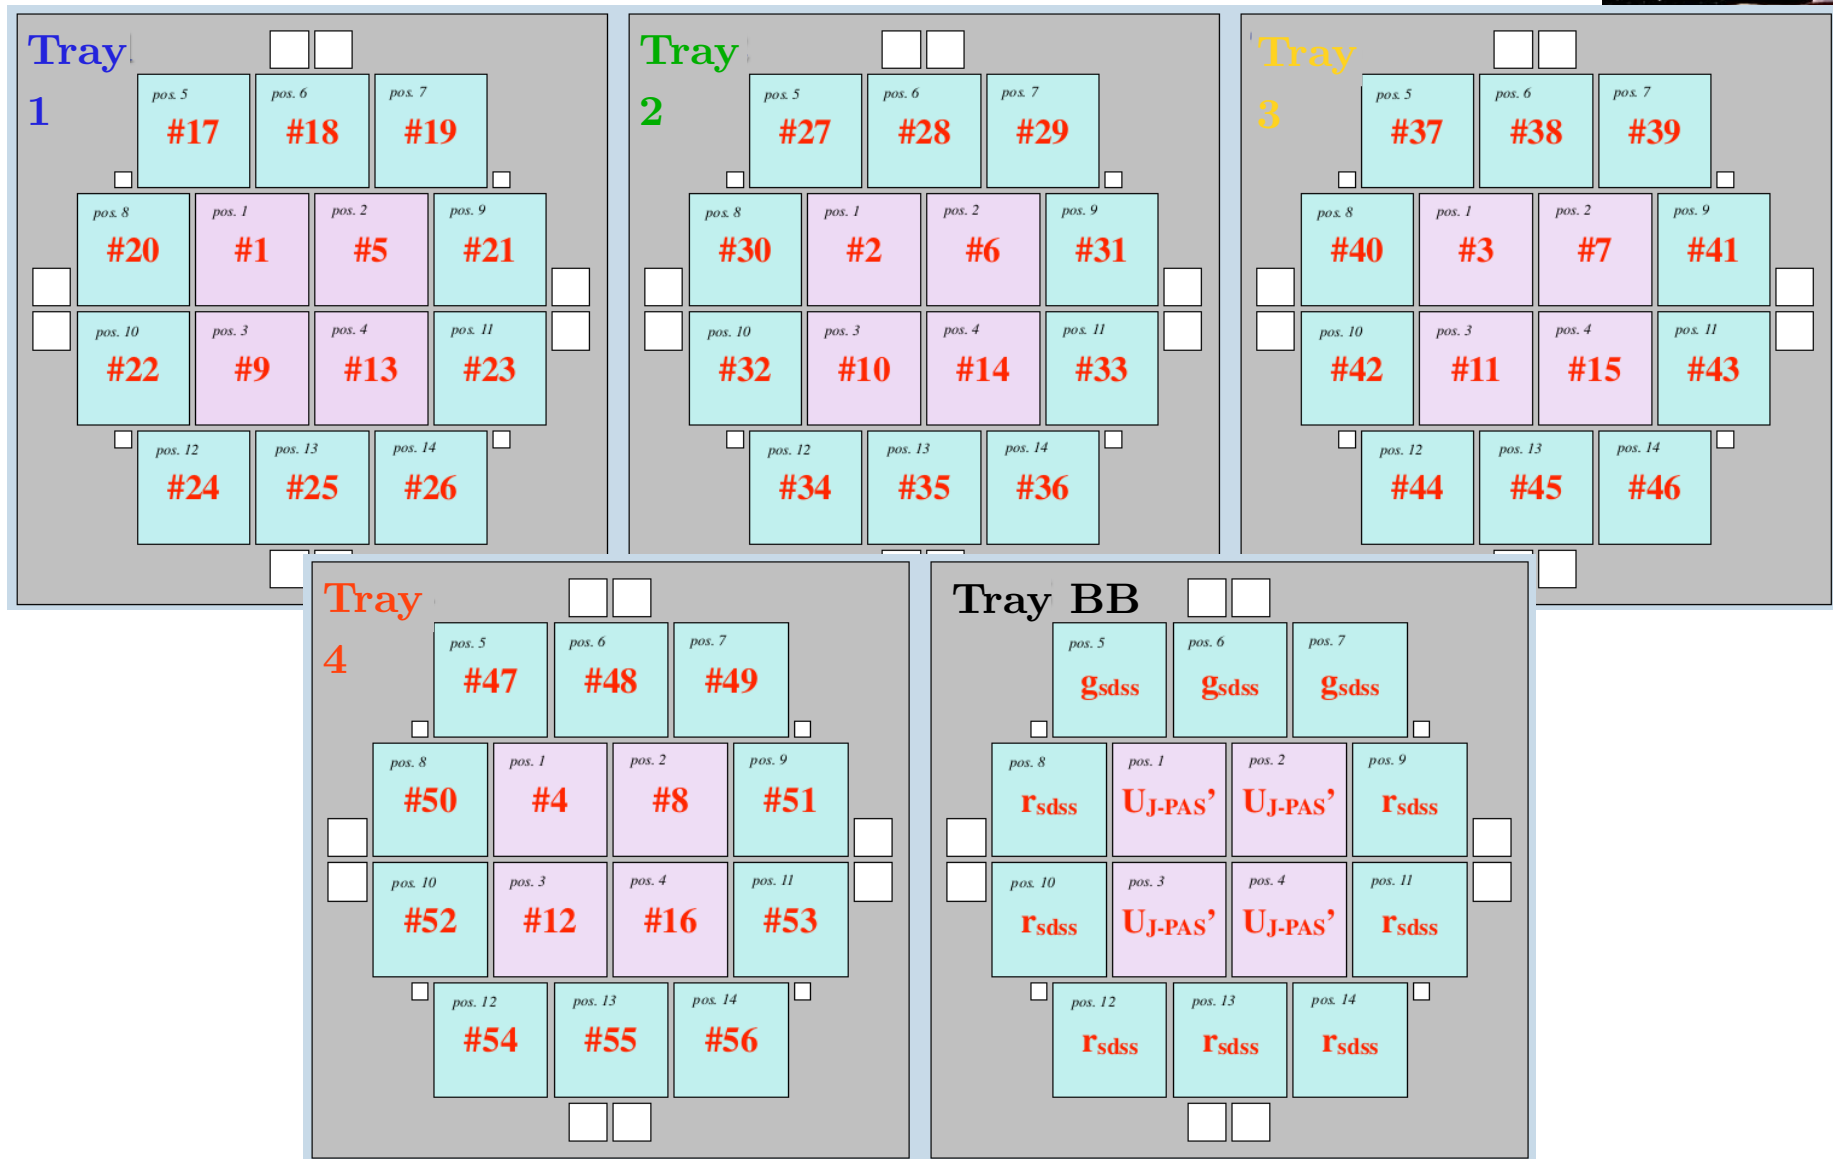 Tray
1
pos. 5 pos. 6 pos. 7
#17 #18 #19
pos. 8 pos. 1 pos. 2 pos. 9
#20 #1 #5 #21
pos. 10 pos. 3 pos. 4 pos. 11
#22 #9 #13 #23
pos. 12 pos. 13 pos. 14
#24 #25 #26
Tray
2
pos. 5 pos. 6 pos. 7
#27 #28 #29
pos. 8 pos. 1 pos. 2 pos. 9
#30 #2 #6 #31
pos. 10 pos. 3 pos. 4 pos. 11
#32 #10 #14 #33
pos. 12 pos. 13 pos. 14
#34 #35 #36
Tray
3
pos. 5 pos. 6 pos. 7
#37 #38 #39
pos. 8 pos. 1 pos. 2 pos. 9
#40 #3 #7 #41
pos. 10 pos. 3 pos. 4 pos. 11
#42 #11 #15 #43
pos. 12 pos. 13 pos. 14
#44 #45 #46
Tray
4
pos. 5 pos. 6 pos. 7
#47 #48 #49
pos. 8 pos. 1 pos. 2 pos. 9
#50 #4 #8 #51
pos. 10 pos. 3 pos. 4 pos. 11
#52 #12 #16 #53
pos. 12 pos. 13 pos. 14
#54 #55 #56
Tray BB
pos. 5 pos. 6 pos. 7
gsdss gsdss gsdss
pos. 8 pos. 1 pos. 2 pos. 9
rsdss UJ-PAS’ UJ-PAS’ rsdss
pos. 10 pos. 3 pos. 4 pos. 11
rsdss UJ-PAS’ UJ-PAS’ rsdss
pos. 12 pos. 13 pos. 14
rsdss rsdss rsdss